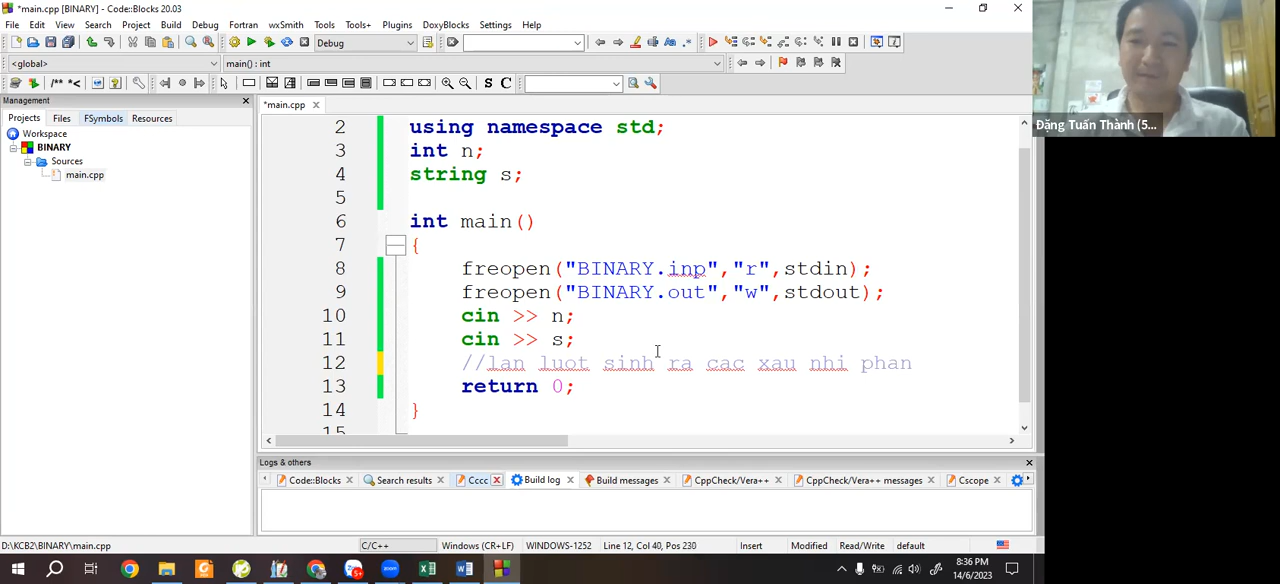 *main.cpp [BINARY] - Code::Blocks 20.03
File Edit View Search Project Build Debug Fortran wxSmith Tools Tools+ Plugins DoxyBlocks Settings Help
Debug
<global> main() : int
/** *< S C
Management
Projects Files FSymbols Resources
Workspace
BINARY
Sources
main.cpp
*main.cpp
Đặng Tuấn Thành (5...
2 using namespace std;
3 int n;
4 string s;
5
6 int main()
7 {
8 freopen("BINARY.inp","r",stdin);
9 freopen("BINARY.out","w",stdout);
10 cin >> n;
11 cin >> s;
12 //lan luot sinh ra cac xau nhi phan
13 return 0;
14 }
15
Logs & others
Code::Blocks Search results Cccc Build log Build messages CppCheck/Vera++ CppCheck/Vera++ messages Cscope
D:\KCB2\BINARY\main.cpp C/C++ Windows (CR+LF) WINDOWS-1252 Line 12, Col 40, Pos 230 Insert Modified Read/Write default
8:36 PM
14/6/2023